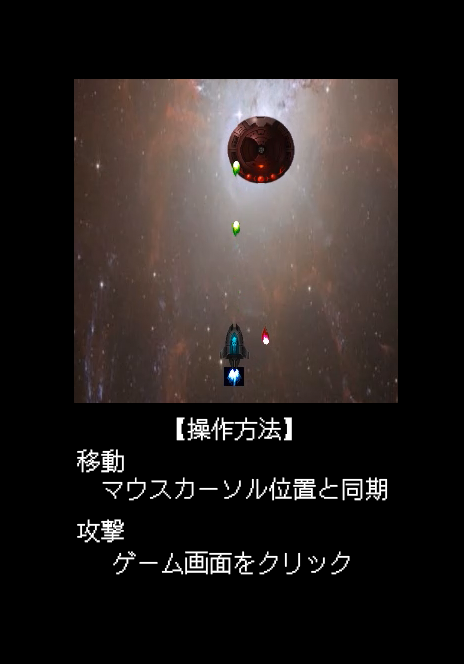 【操作方法】
移動
マウスカーソル位置と同期
攻撃
ゲーム画面をクリック